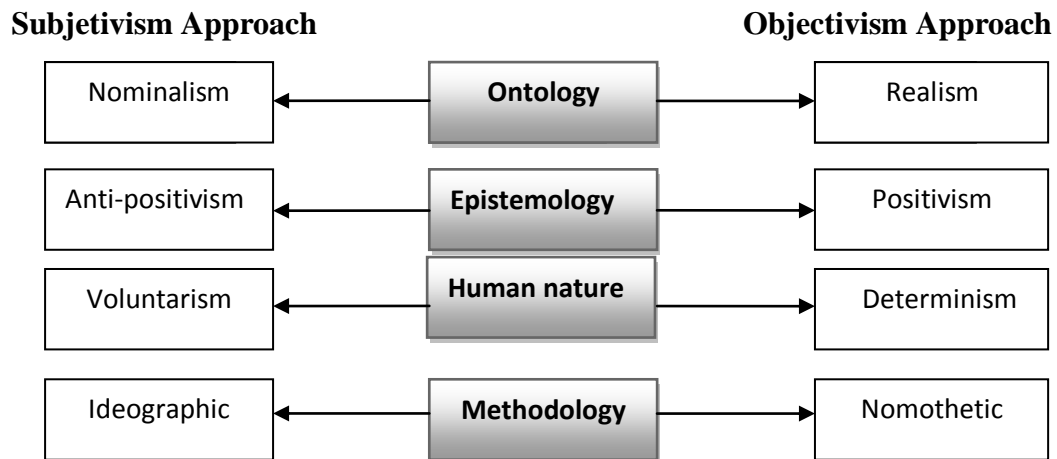 Subjetivism Approach
Objectivism Approach
Nominalism
Ontology
Realism
Anti-positivism
Epistemology
Positivism
Voluntarism
Human nature
Determinism
Ideographic
Methodology
Nomothetic